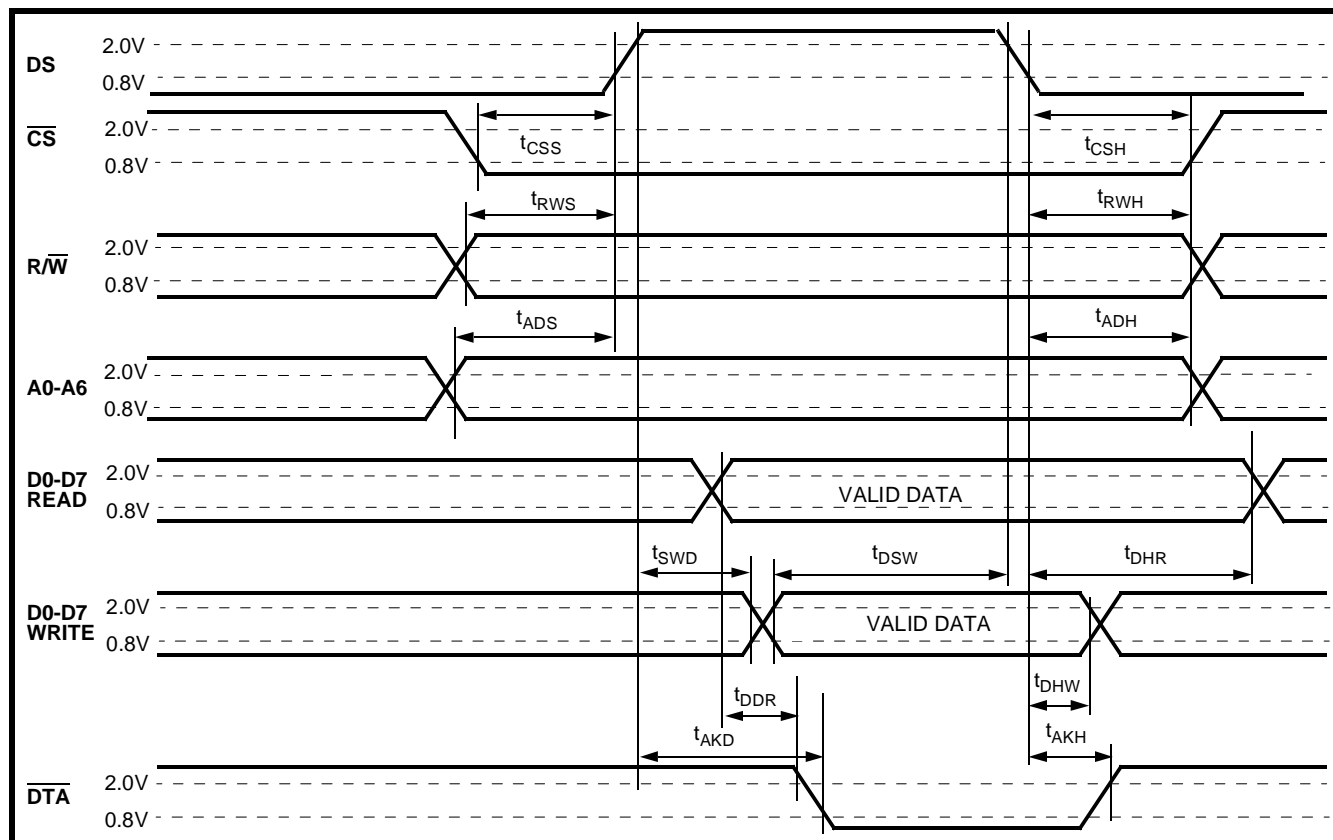 DS
2.0V
0.8V
CS
2.0V
0.8V
tCSS
tCSH
tRWS
tRWH
R/W
2.0V
0.8V
tADS
tADH
A0-A6
2.0V
0.8V
D0-D7
READ
2.0V
0.8V
VALID DATA
tSWD
tDSW
tDHR
D0-D7
WRITE
2.0V
0.8V
VALID DATA
tDDR
tDHW
tAKD
tAKH
DTA
2.0V
0.8V